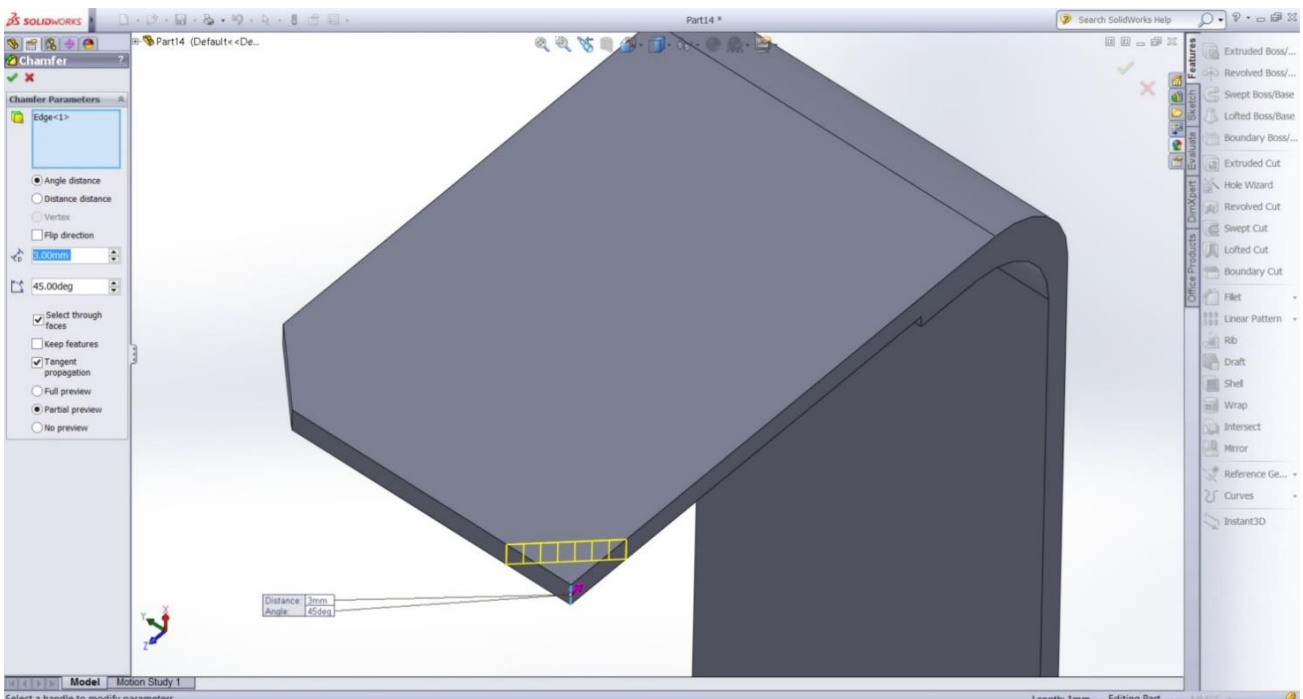 SOLIDWORKS
Part14 *
Search SolidWorks Help
Part14 (Default<<De...
Chamfer
?
Chamfer Parameters
Edge<1>
Angle distance
Distance distance
Vertex
Flip direction
3.00mm
45.00deg
Select through
faces
Keep features
Tangent
propagation
Full preview
Partial preview
No preview
Distance: 3mm
Angle: 45deg
Y
X
Z
Features
Sketch
Evaluate
DimXpert
Office Products
Extruded Boss/...
Revolved Boss/...
Swept Boss/Base
Lofted Boss/Base
Boundary Boss/...
Extruded Cut
Hole Wizard
Revolved Cut
Swept Cut
Lofted Cut
Boundary Cut
Fillet
Linear Pattern
Rib
Draft
Shell
Wrap
Intersect
Mirror
Reference Ge...
Curves
Instant3D
Model
Motion Study 1
Select a handle to modify parameters
Length: 1mm
Editing Part